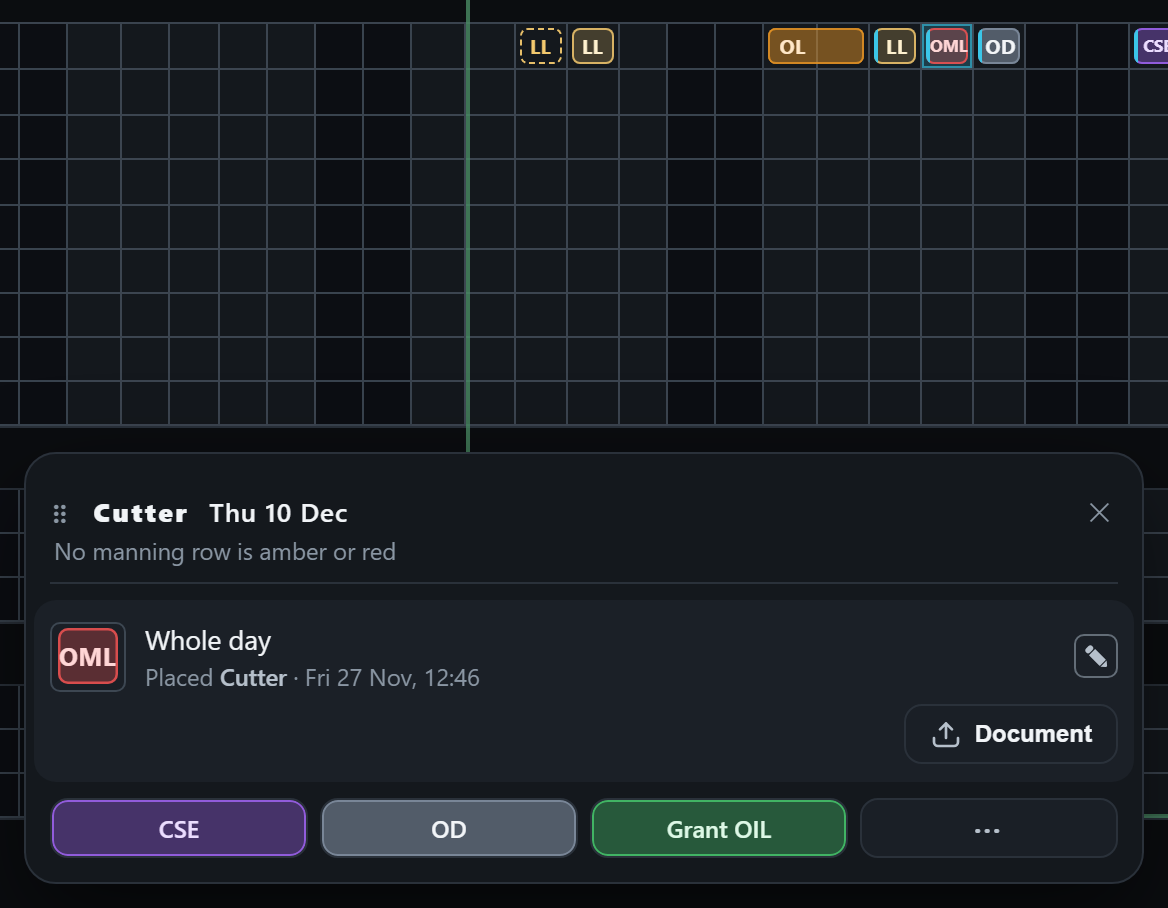 LL LL OL LL OML OD CSE
Cutter Thu 10 Dec
No manning row is amber or red
OML Whole day
Placed Cutter · Fri 27 Nov, 12:46
Document
CSE OD Grant OIL ...